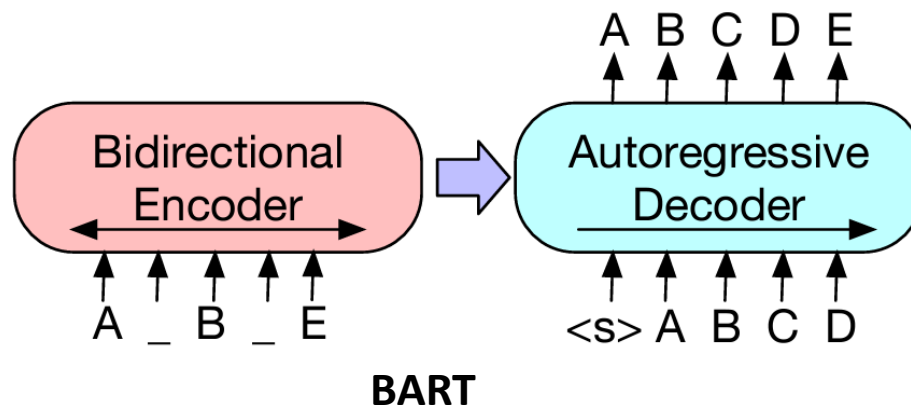 A B C D E
Bidirectional
Encoder
Autoregressive
Decoder
A _ B _ E
<s> A B C D
BART